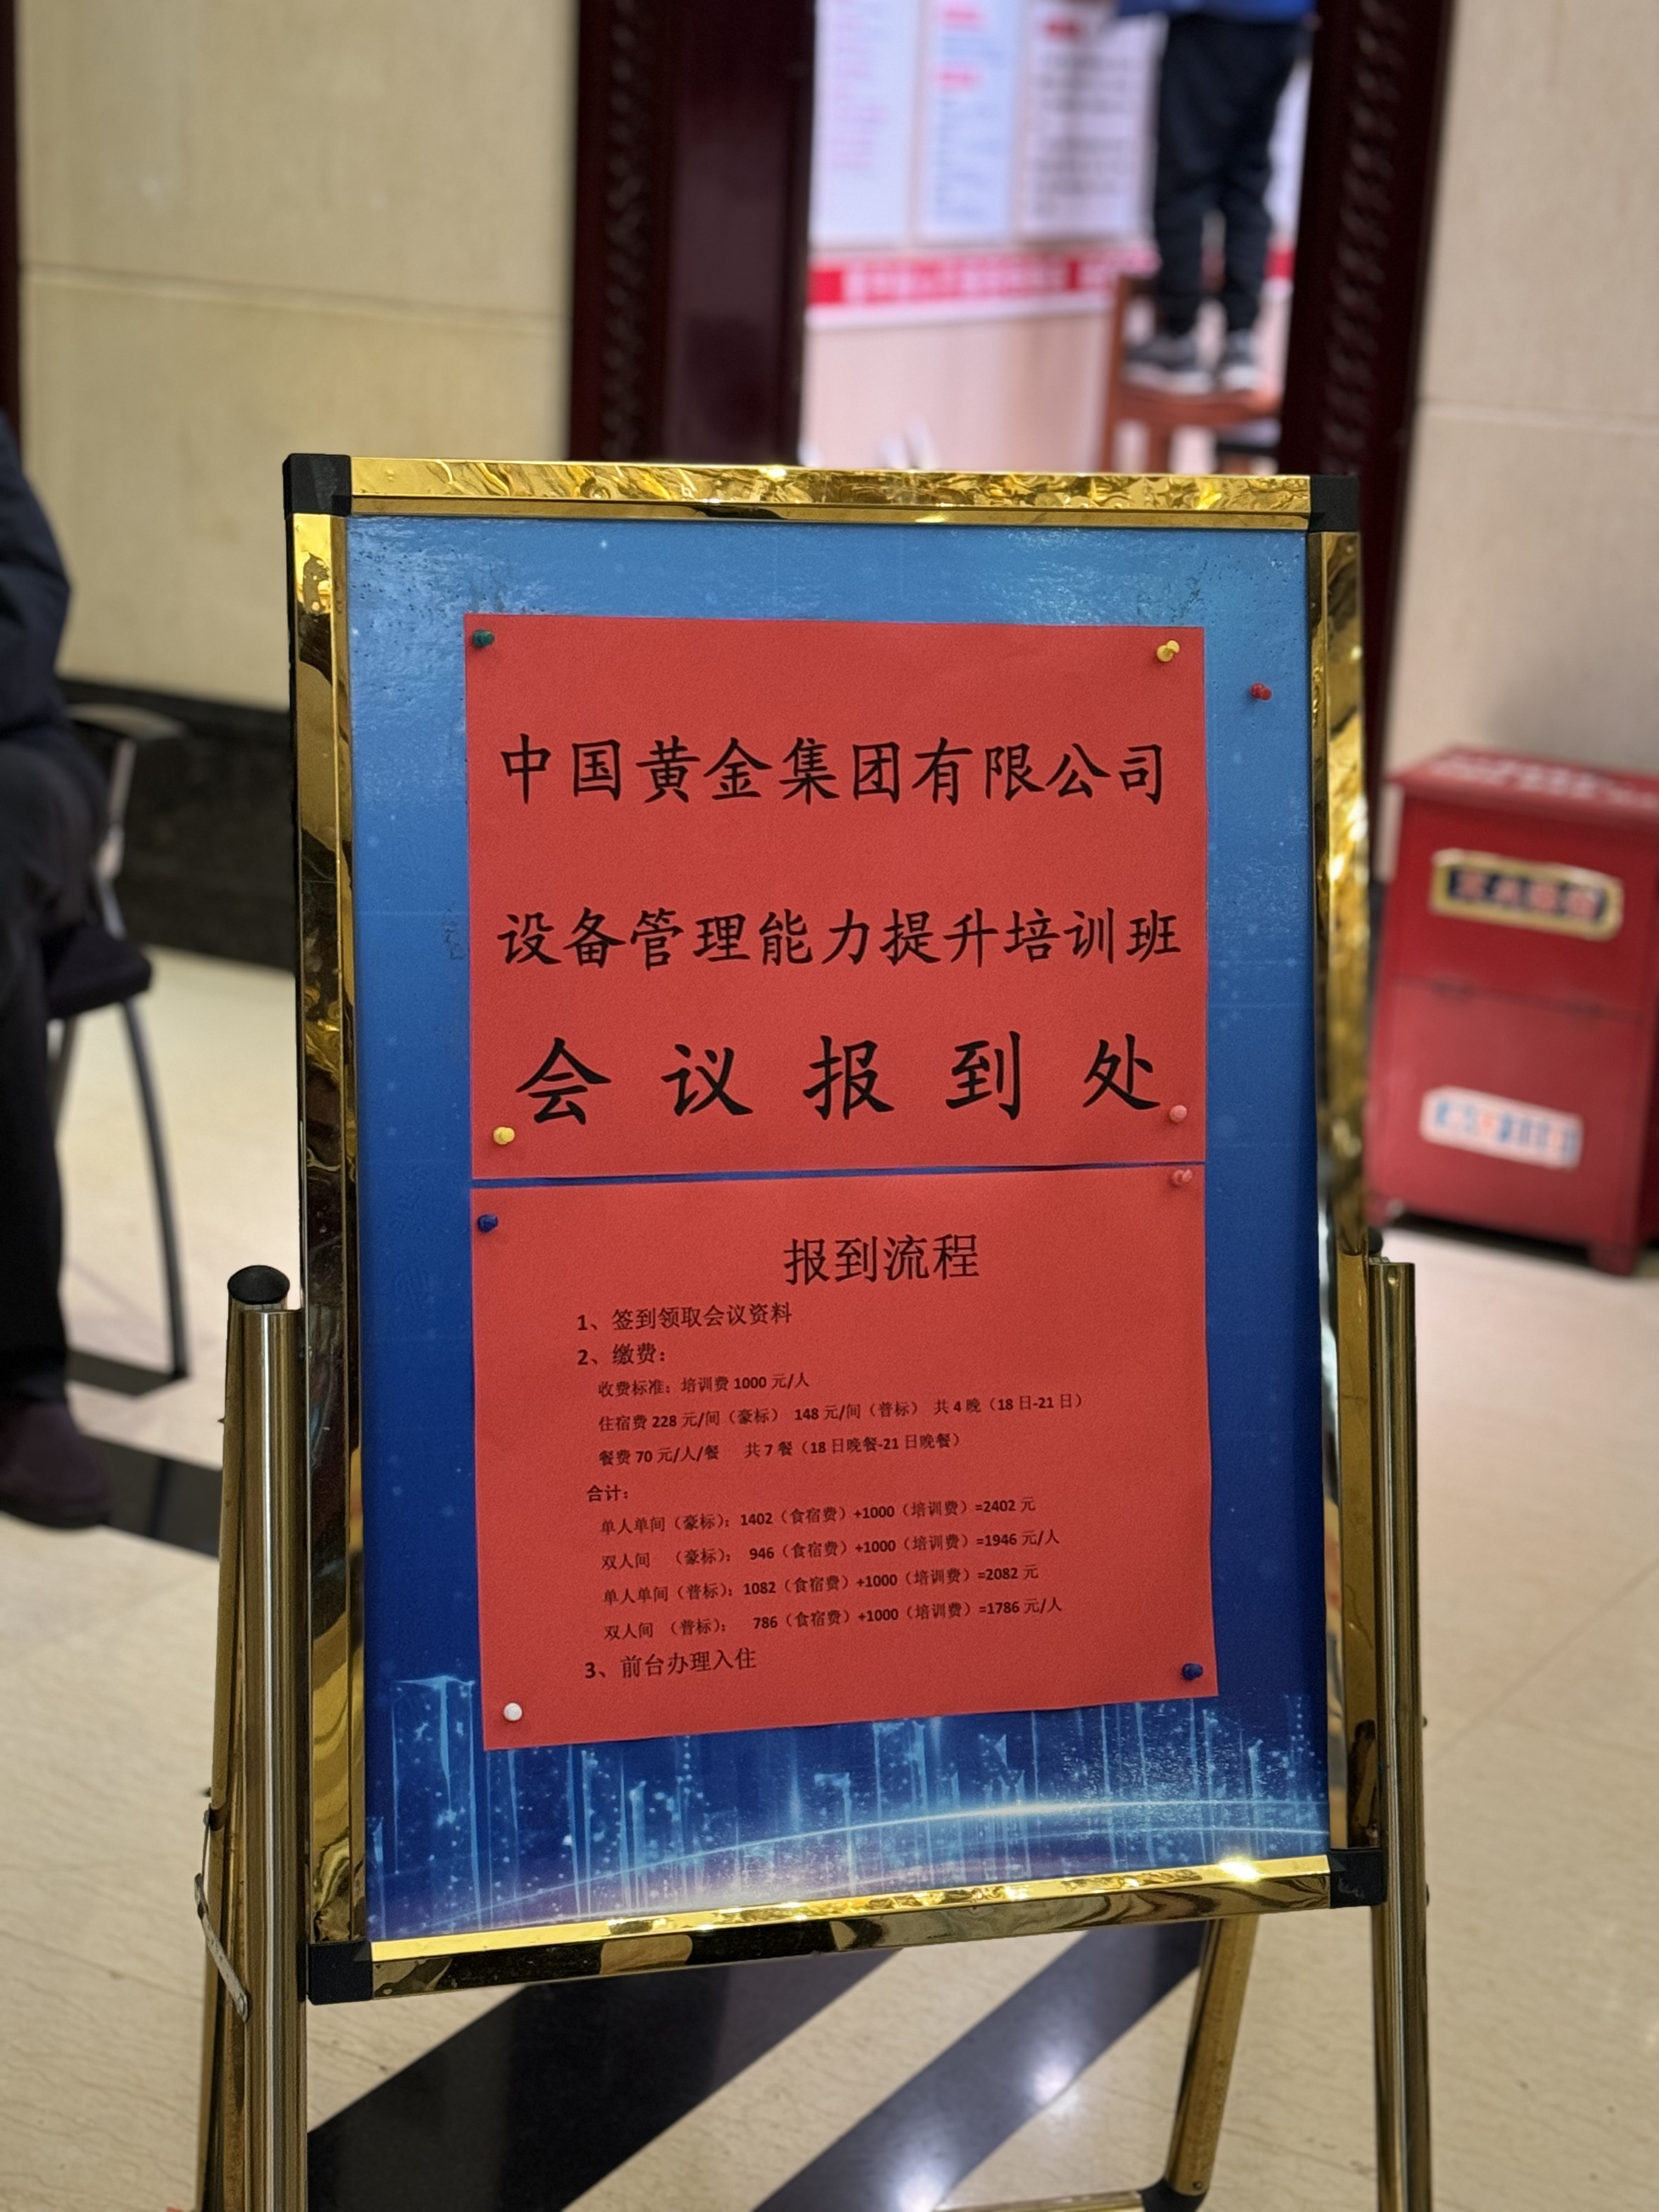 中国黄金集团有限公司
设备管理能力提升培训班
会议报到处
报到流程
1、签到领取会议资料
2、缴费：
收费标准：培训费 1000 元/人
住宿费 228 元/间（豪标） 148 元/间（普标） 共 4 晚（18 日-21 日）
餐费 70 元/人/餐 共 7 餐（18 日晚餐-21 日晚餐）
合计：
单人单间（豪标）：1402（食宿费）+1000（培训费）=2402 元
双人间 （豪标）： 946（食宿费）+1000（培训费）=1946 元/人
单人单间（普标）：1082（食宿费）+1000（培训费）=2082 元
双人间 （普标）： 786（食宿费）+1000（培训费）=1786 元/人
3、前台办理入住